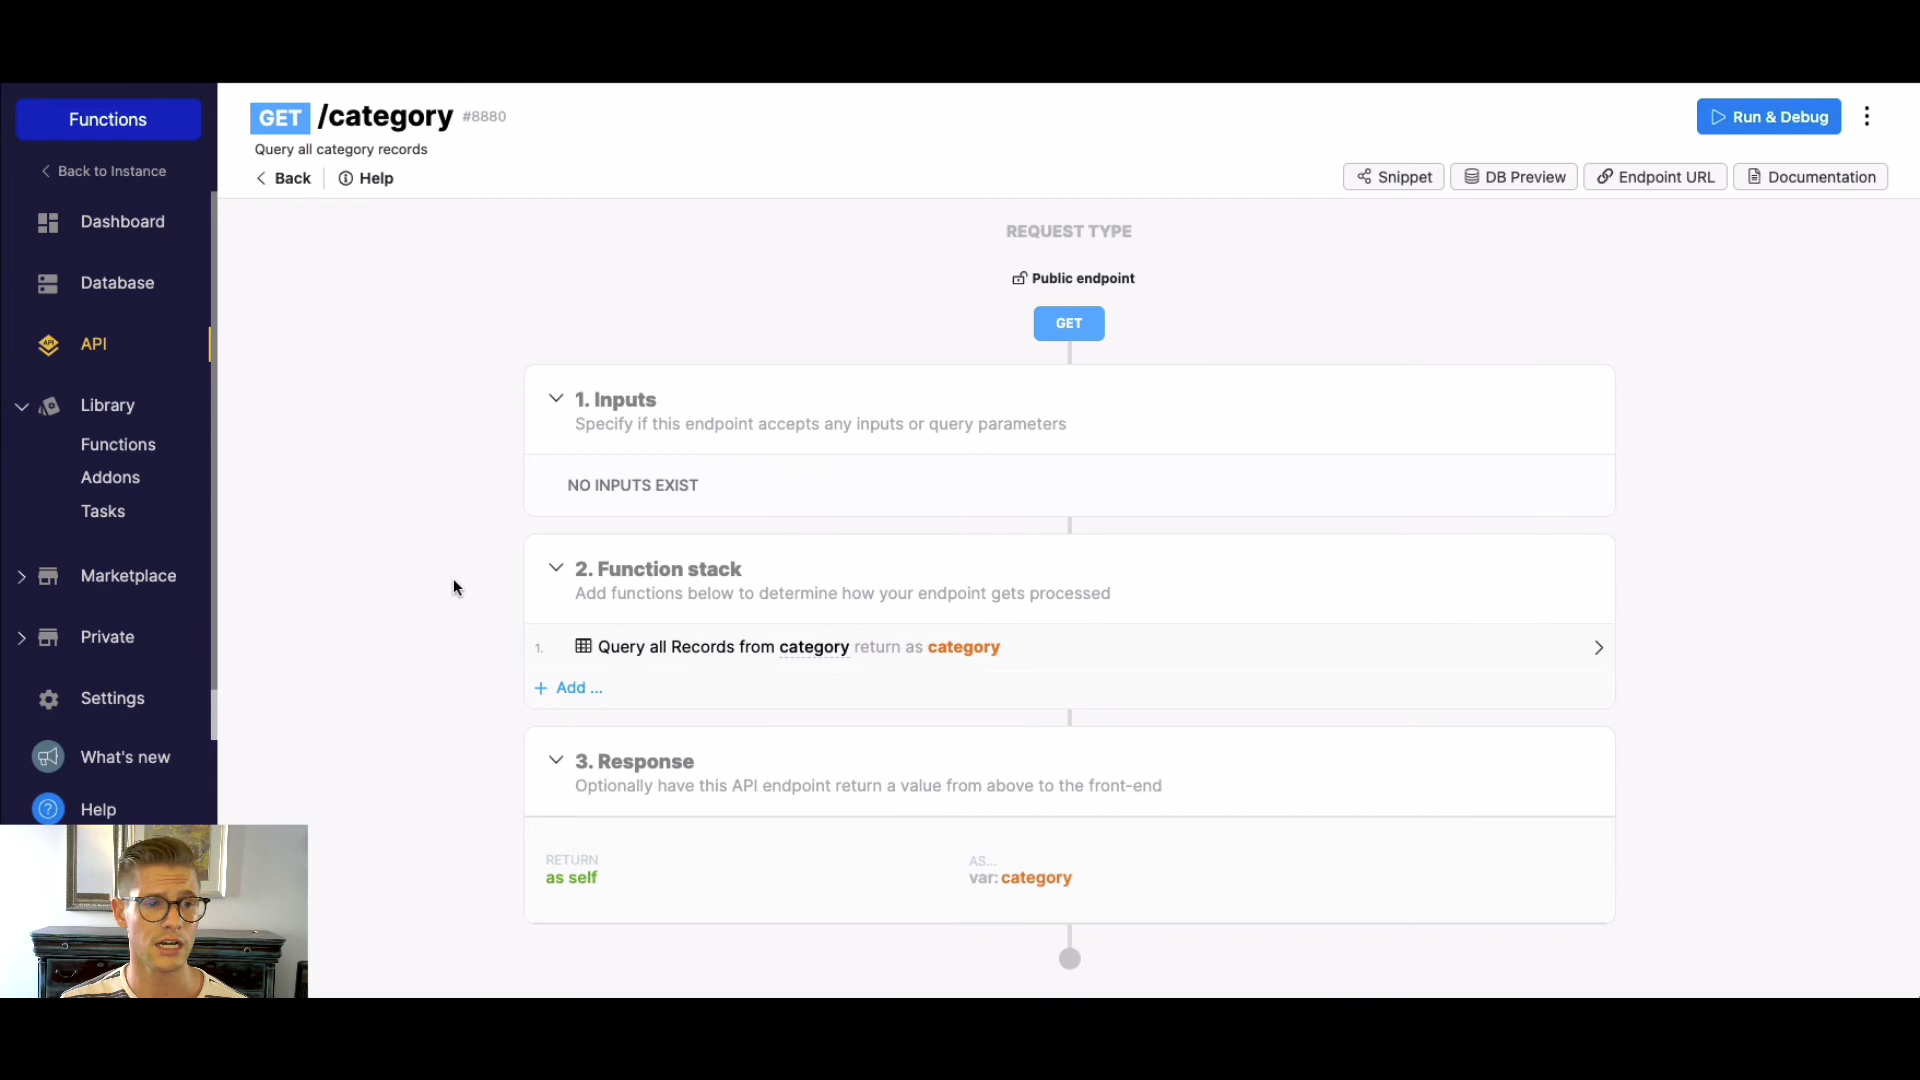 Functions
Back to Instance
Dashboard
Database
API
Library
Functions
Addons
Tasks
Marketplace
Private
Settings
What's new
Help
GET /category #8880
Query all category records
Back
Help
Run & Debug
Snippet
DB Preview
Endpoint URL
Documentation
REQUEST TYPE
Public endpoint
GET
1. Inputs
Specify if this endpoint accepts any inputs or query parameters
NO INPUTS EXIST
2. Function stack
Add functions below to determine how your endpoint gets processed
1. Query all Records from category return as category
+ Add ...
3. Response
Optionally have this API endpoint return a value from above to the front-end
RETURN
as self
AS...
var: category